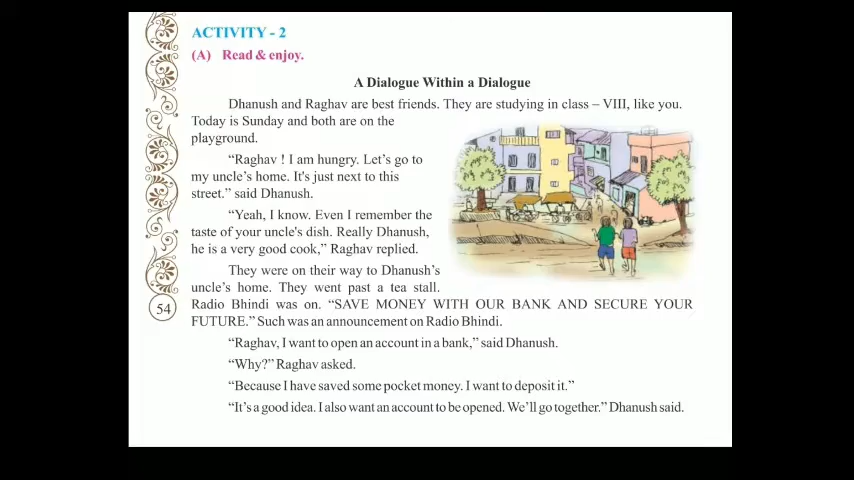 ACTIVITY - 2
(A) Read & enjoy.
A Dialogue Within a Dialogue
Dhanush and Raghav are best friends. They are studying in class – VIII, like you.
Today is Sunday and both are on the
playground.
“Raghav ! I am hungry. Let’s go to
my uncle’s home. It's just next to this
street.” said Dhanush.
“Yeah, I know. Even I remember the
taste of your uncle's dish. Really Dhanush,
he is a very good cook,” Raghav replied.
They were on their way to Dhanush’s
uncle’s home. They went past a tea stall.
Radio Bhindi was on. “SAVE MONEY WITH OUR BANK AND SECURE YOUR
FUTURE.” Such was an announcement on Radio Bhindi.
“Raghav, I want to open an account in a bank,” said Dhanush.
“Why?” Raghav asked.
“Because I have saved some pocket money. I want to deposit it.”
“It’s a good idea. I also want an account to be opened. We’ll go together.” Dhanush said.
54